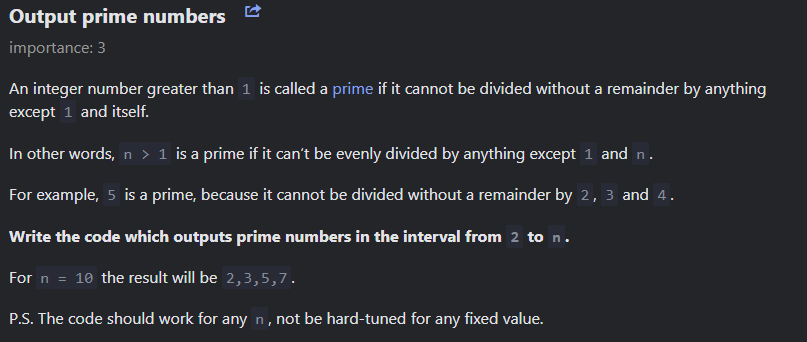 Output prime numbers
importance: 3
An integer number greater than 1 is called a prime if it cannot be divided without a remainder by anything
except 1 and itself.
In other words, n > 1 is a prime if it can't be evenly divided by anything except 1 and n.
For example, 5 is a prime, because it cannot be divided without a remainder by 2, 3 and 4.
Write the code which outputs prime numbers in the interval from 2 to n.
For n = 10 the result will be 2,3,5,7.
P.S. The code should work for any n, not be hard-tuned for any fixed value.